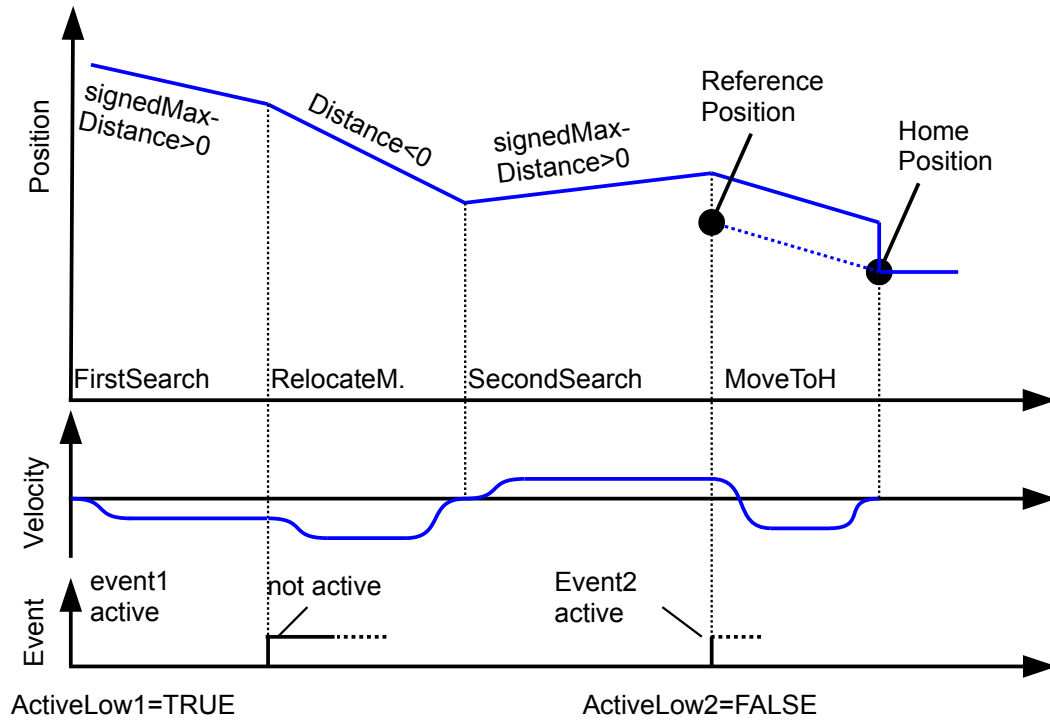 Position
signedMax-
Distance>0
Distance<0
signedMax-
Distance>0
Reference
Position
Home
Position
FirstSearch
RelocateM.
SecondSearch
MoveToH
Velocity
Event
event1
active
not active
Event2
active
ActiveLow1=TRUE
ActiveLow2=FALSE